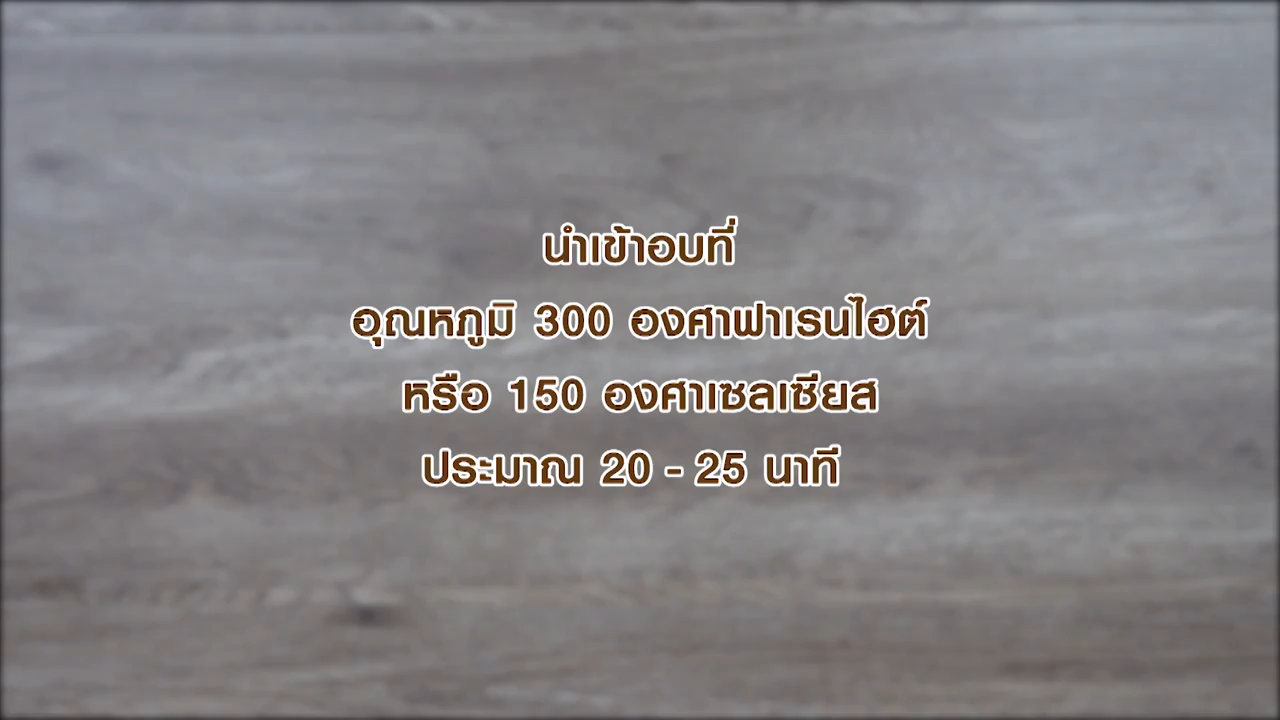 นำเข้าอบที่
อุณหภูมิ 300 องศาฟาเรนไฮต์
หรือ 150 องศาเซลเซียส
ประมาณ 20 - 25 นาที